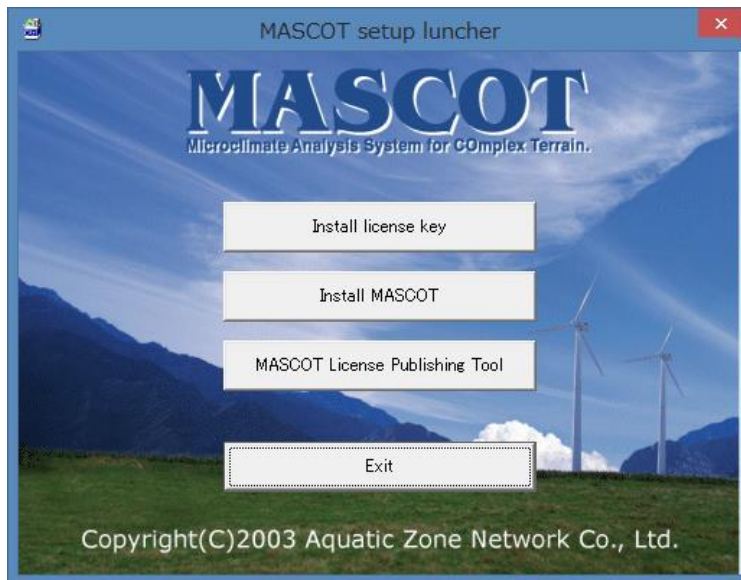 MASCOT setup luncher
MASCOT
Microclimate Analysis System for COmplex Terrain.
Install license key
Install MASCOT
MASCOT License Publishing Tool
Exit
Copyright(C)2003 Aquatic Zone Network Co., Ltd.